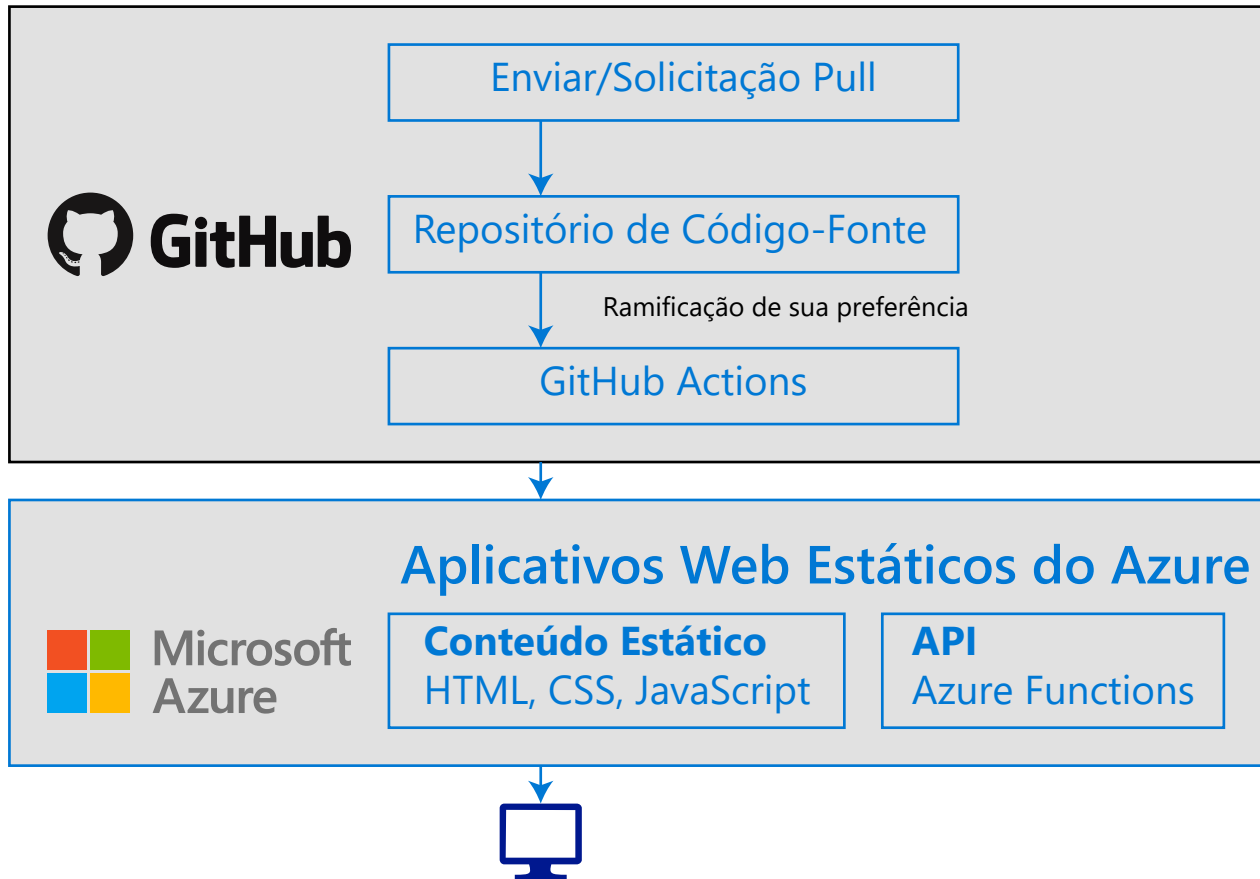 Enviar/Solicitação Pull
GitHub
Repositório de Código-Fonte
Ramificação de sua preferência
GitHub Actions
Aplicativos Web Estáticos do Azure
Microsoft
Azure
Conteúdo Estático
HTML, CSS, JavaScript
API
Azure Functions